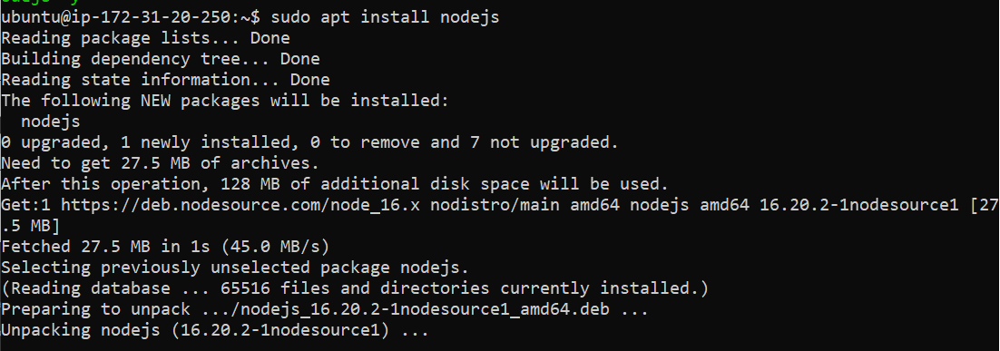 ubuntu@ip-172-31-20-250:~$ sudo apt install nodejs
Reading package lists... Done
Building dependency tree... Done
Reading state information... Done
The following NEW packages will be installed:
  nodejs
0 upgraded, 1 newly installed, 0 to remove and 7 not upgraded.
Need to get 27.5 MB of archives.
After this operation, 128 MB of additional disk space will be used.
Get:1 https://deb.nodesource.com/node_16.x nodistro/main amd64 nodejs amd64 16.20.2-1nodesource1 [27
.5 MB]
Fetched 27.5 MB in 1s (45.0 MB/s)
Selecting previously unselected package nodejs.
(Reading database ... 65516 files and directories currently installed.)
Preparing to unpack .../nodejs_16.20.2-1nodesource1_amd64.deb ...
Unpacking nodejs (16.20.2-1nodesource1) ...